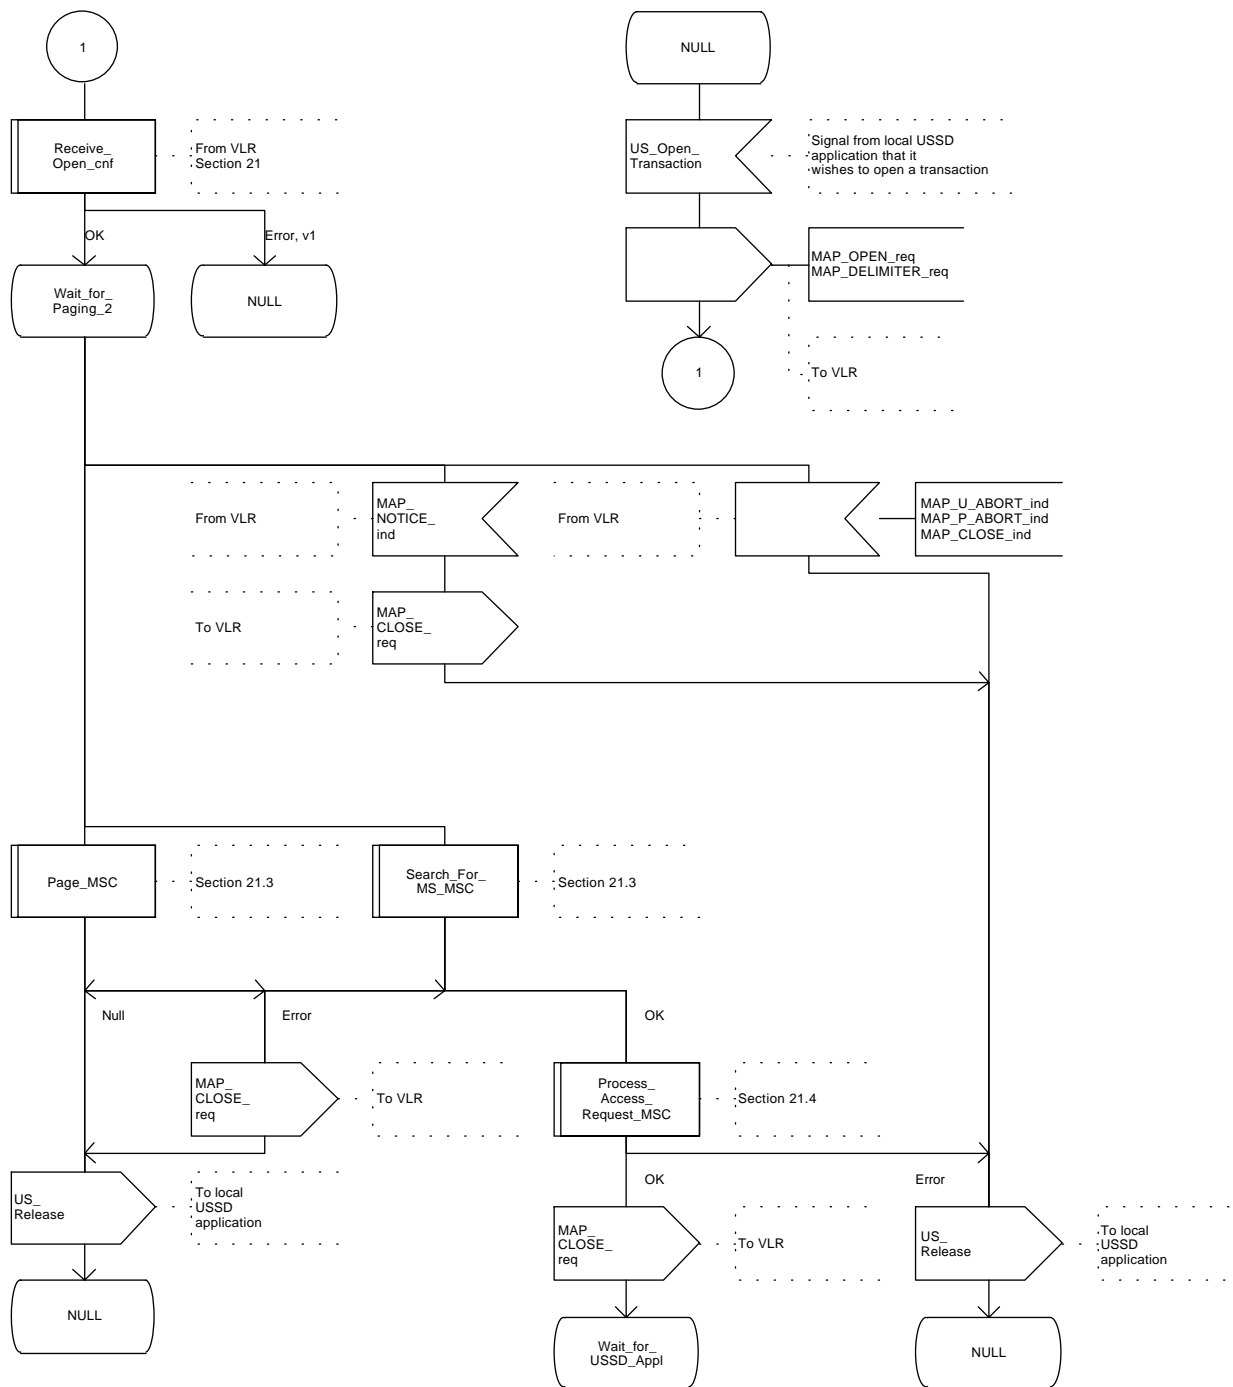 1
NULL
Receive_
Open_cnf
From VLR
Section 21
US_Open_
Transaction
Signal from local USSD
application that it
wishes to open a transaction
OK
Error, v1
MAP_OPEN_req
MAP_DELIMITER_req
Wait_for_
Paging_2
NULL
1
To VLR
From VLR
MAP_
NOTICE_
ind
From VLR
MAP_U_ABORT_ind
MAP_P_ABORT_ind
MAP_CLOSE_ind
To VLR
MAP_
CLOSE_
req
Page_MSC
Section 21.3
Search_For_
MS_MSC
Section 21.3
Null
Error
OK
MAP_
CLOSE_
req
To VLR
Process_
Access_
Request_MSC
Section 21.4
OK
Error
US_
Release
To local
USSD
application
MAP_
CLOSE_
req
To VLR
US_
Release
To local
USSD
application
NULL
Wait_for_
USSD_Appl
NULL